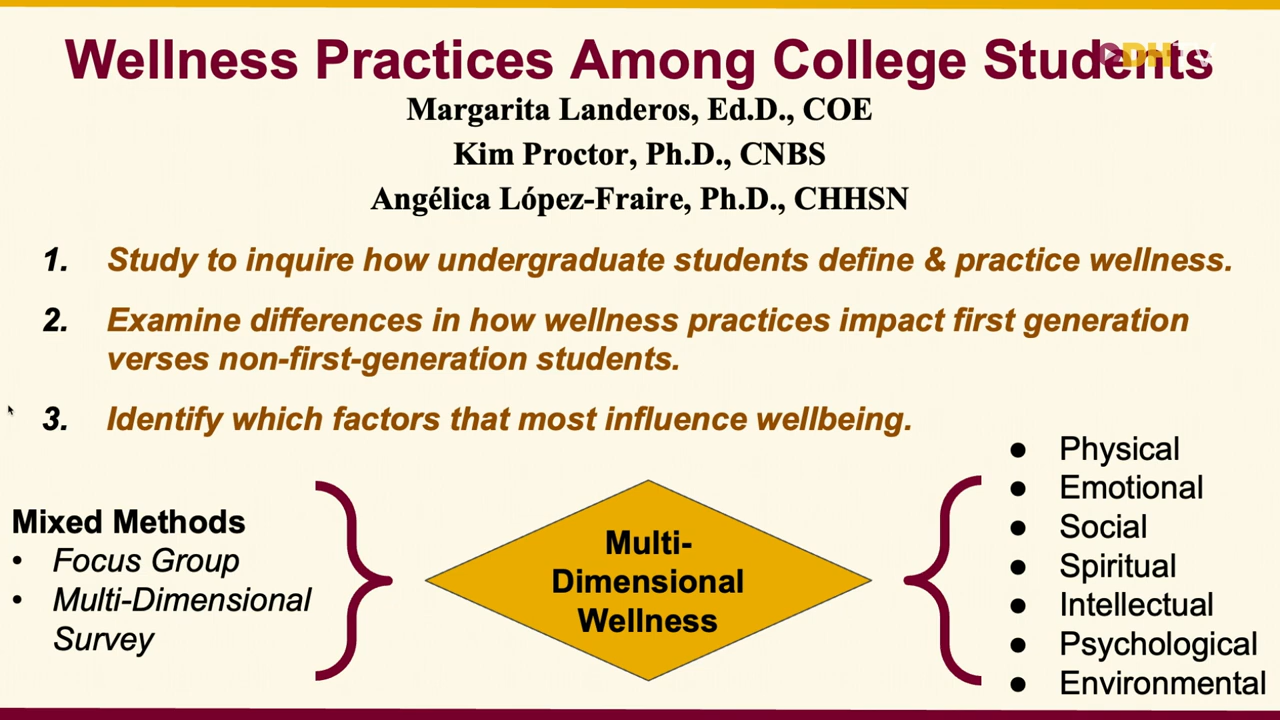 Wellness Practices Among College Students
DHTV
Margarita Landeros, Ed.D., COE
Kim Proctor, Ph.D., CNBS
Angélica López-Fraire, Ph.D., CHHSN
1. Study to inquire how undergraduate students define & practice wellness.
2. Examine differences in how wellness practices impact first generation
verses non-first-generation students.
3. Identify which factors that most influence wellbeing.
Mixed Methods
• Focus Group
• Multi-Dimensional
Survey
Multi-
Dimensional
Wellness
● Physical
● Emotional
● Social
● Spiritual
● Intellectual
● Psychological
● Environmental